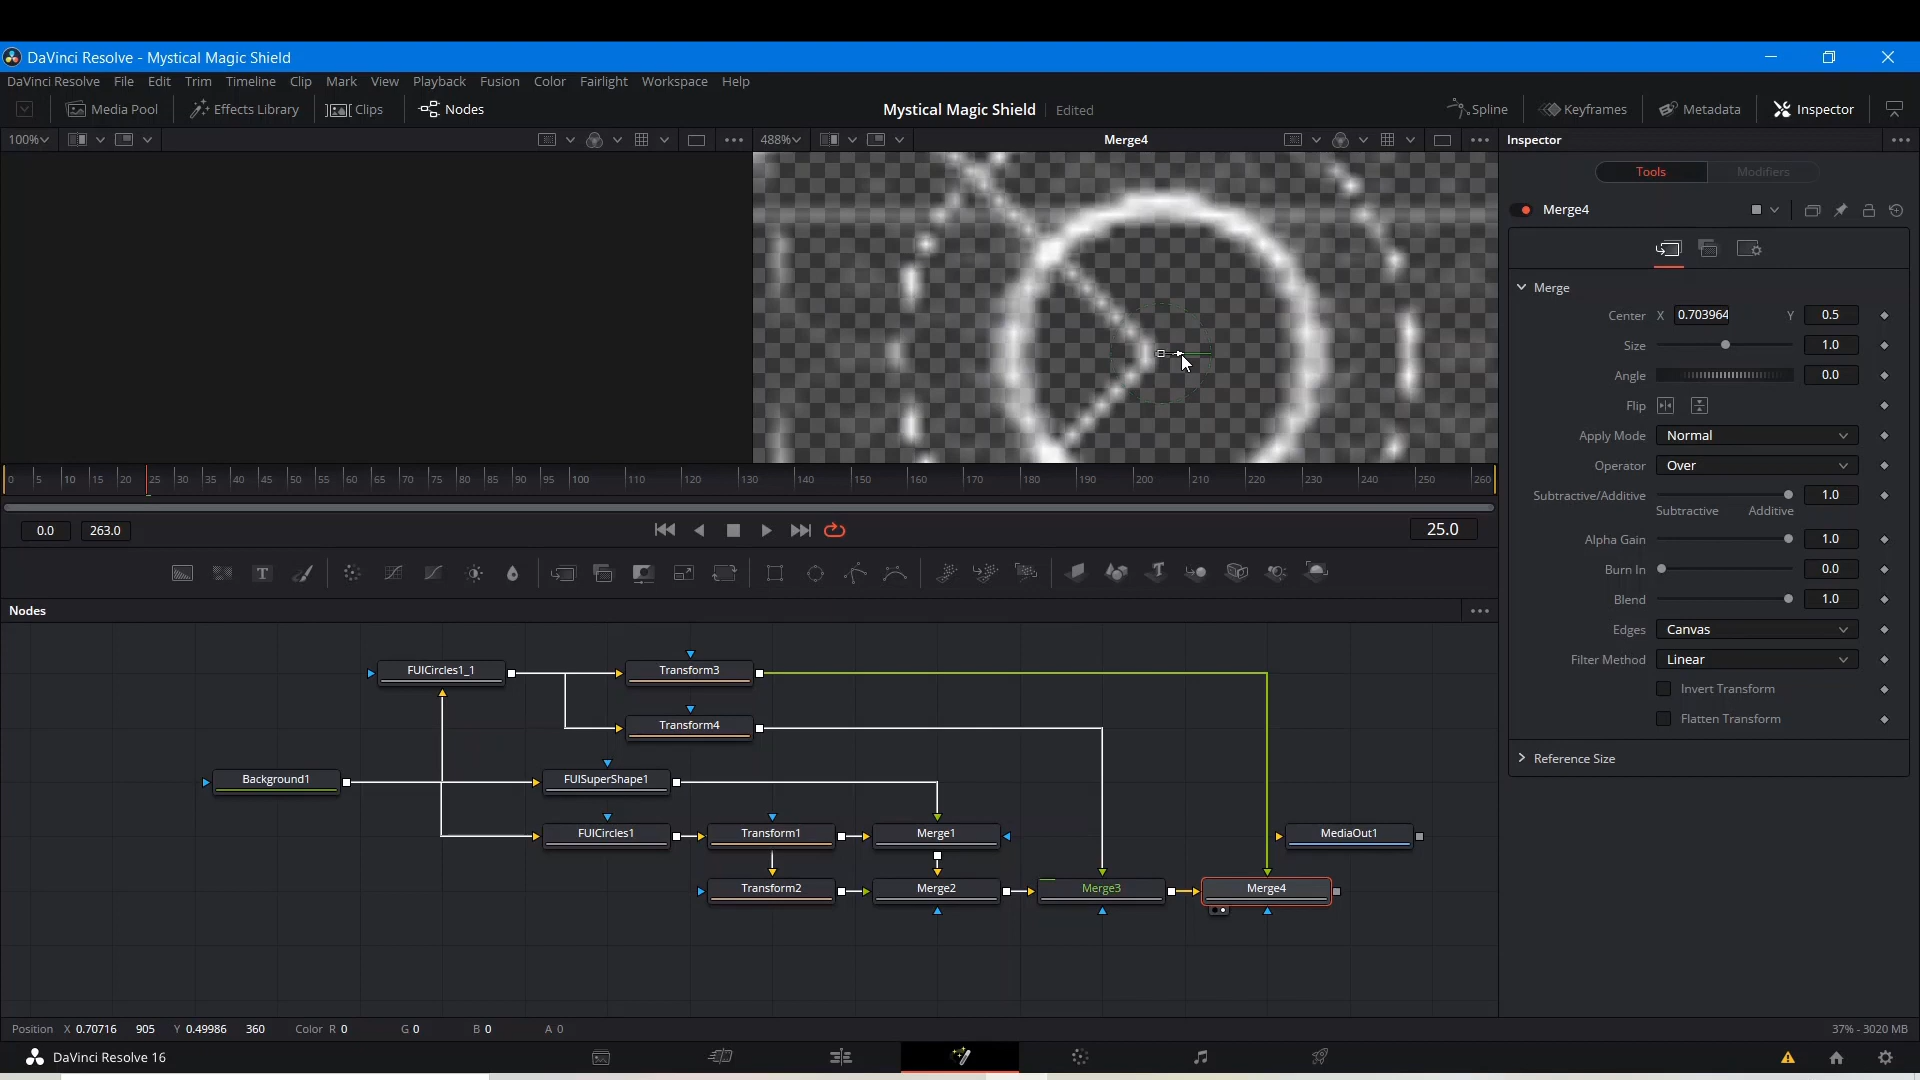 DaVinci Resolve - Mystical Magic Shield
DaVinci Resolve File Edit Trim Timeline Clip Mark View Playback Fusion Color Fairlight Workspace Help
Media Pool Effects Library Clips Nodes Mystical Magic Shield Edited Spline Keyframes Metadata Inspector
100% 488% Merge4 Inspector
Tools Modifiers
Merge4
Merge
Center X 0.703964 Y 0.5
Size 1.0
Angle 0.0
Flip
Apply Mode Normal
Operator Over
Subtractive/Additive 1.0
Subtractive Additive
Alpha Gain 1.0
Burn In 0.0
Blend 1.0
Edges Canvas
Filter Method Linear
Invert Transform
Flatten Transform
Reference Size
0 5 10 15 20 25 30 35 40 45 50 55 60 65 70 75 80 85 90 95 100 110 120 130 140 150 160 170 180 190 200 210 220 230 240 250 260
0.0 263.0 25.0
Nodes
FUICircles1_1 Transform3
Transform4
Background1 FUISuperShape1
FUICircles1 Transform1 Merge1 MediaOut1
Transform2 Merge2 Merge3 Merge4
Position X 0.70716 905 Y 0.49986 360 Color R 0 G 0 B 0 A 0 37% - 3020 MB
DaVinci Resolve 16